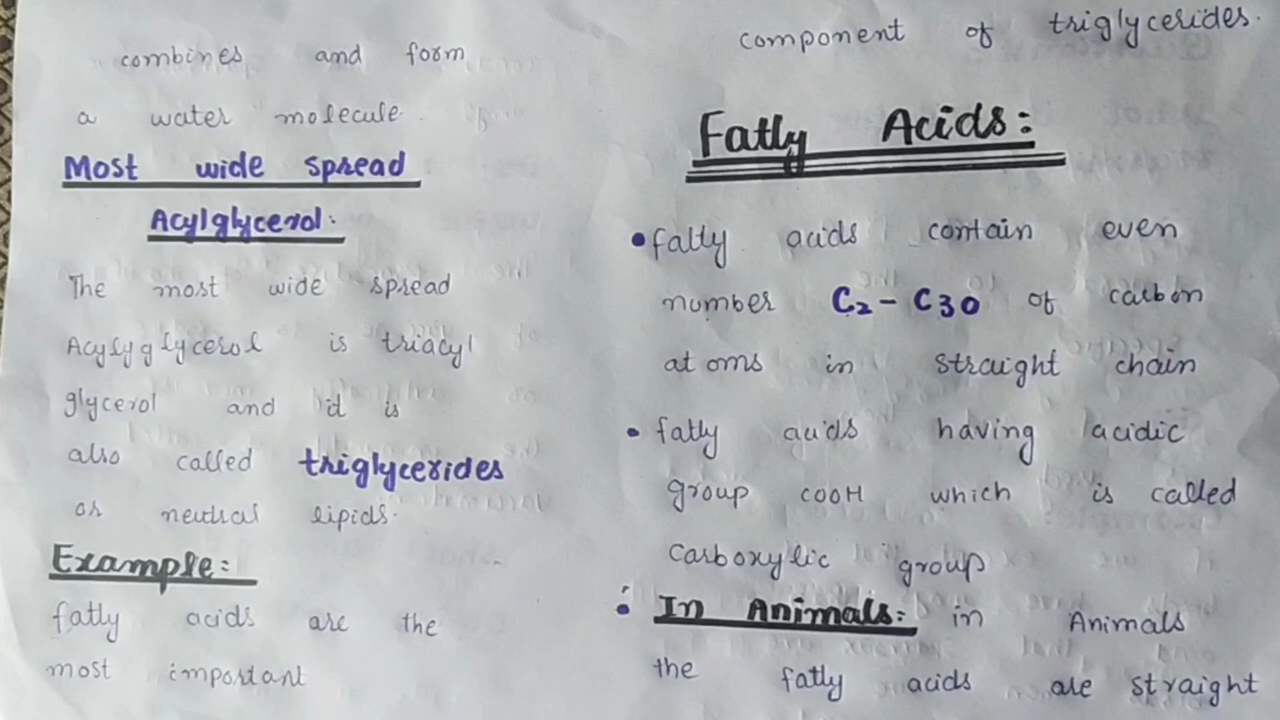 combines and form
a water molecule.
Most wide spread
Acylglycerol.
The most wide spread
Acylyglycerol is triacyl
glycerol and it is
also called triglycerides
or neutral lipids.
Example:
fatty acids are the
most important
component of triglycerides.
Fatty Acids:
• fatty acids contain even
number C2 - C30 of carbon
atoms in straight chain
• fatty acids having acidic
group COOH which is called
carboxylic group
• In Animals: in Animals
the fatty acids are straight